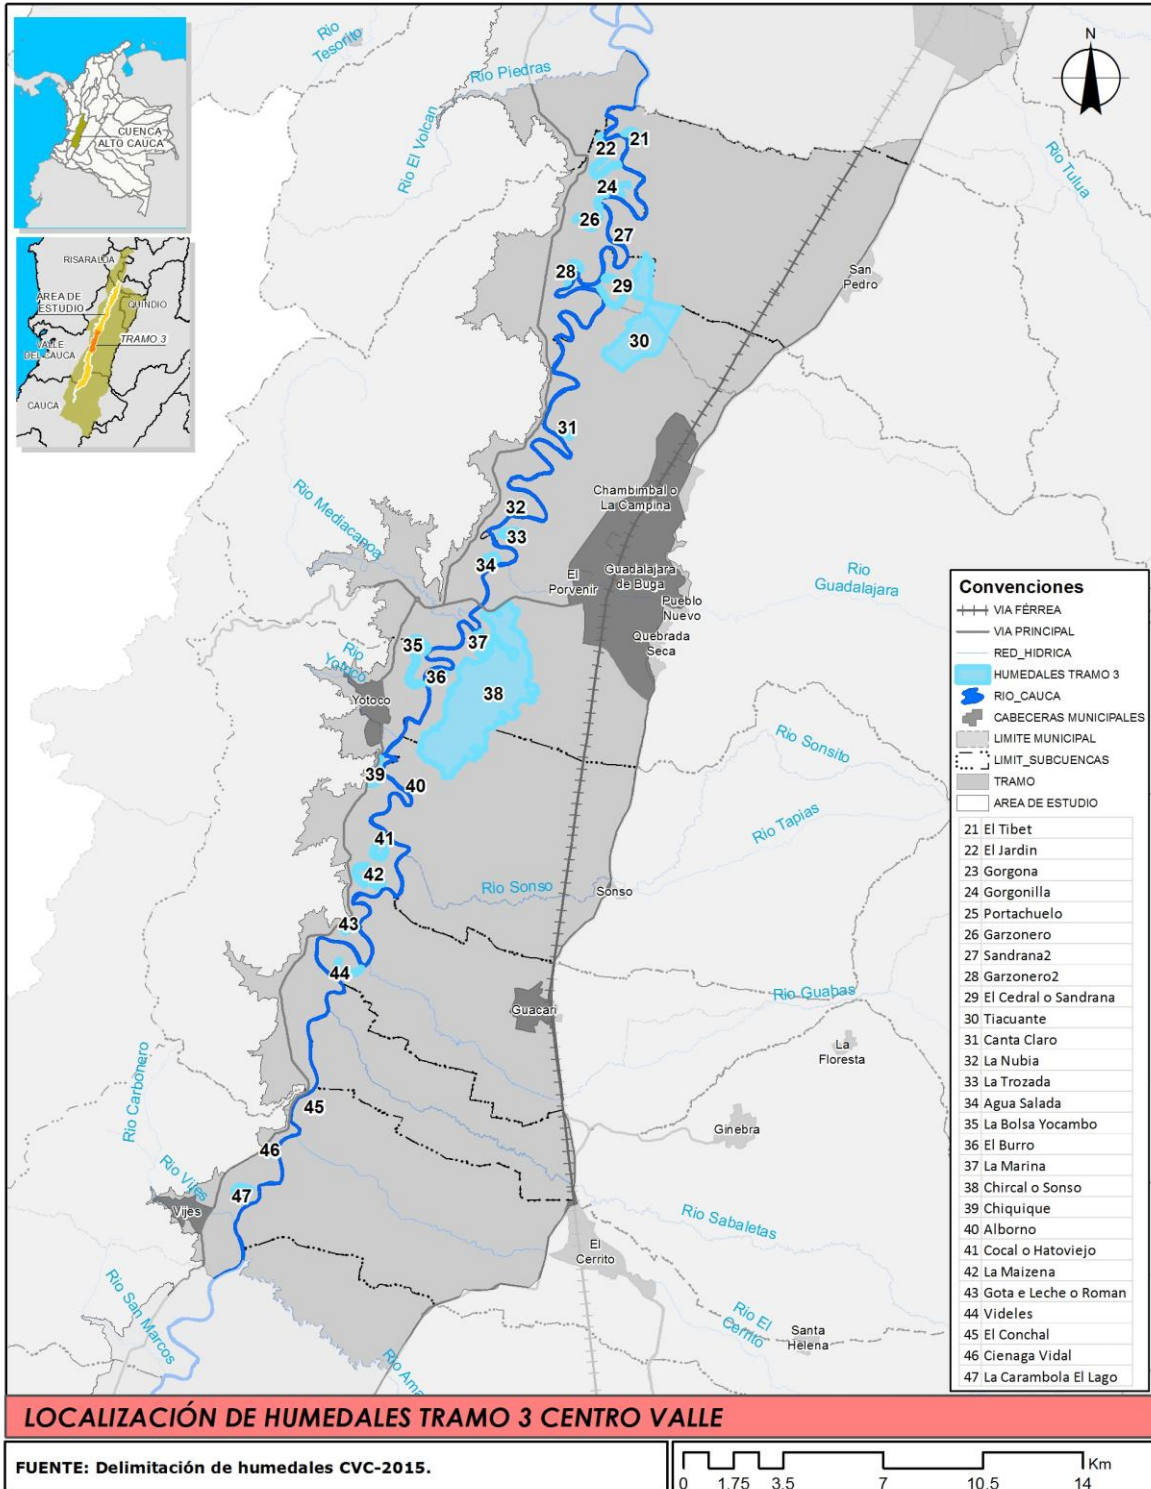 Rio
Tesorito
Rio Piedras
N
CUENCA
ALTO CAUCA
Rio El Volcan
21
22
Rio Tulua
24
26
27
RISARALDA
28
San
Pedro
AREA DE
ESTUDIO
QUINDIO
29
VALLE
DEL CAUCA
TRAMO 3
30
CAUCA
31
Rio Mediacanoa
Chambimbal o
La Campina
32
33
34
El
Porvenir
Guadalajara
de Buga
Rio
Guadalajara
Pueblo
Nuevo
Quebrada
Seca
35
37
Rio
Yotoco
36
38
Yotoco
Rio Sonsito
39
40
Rio Tapias
41
42
Rio Sonso
Sonso
43
44
Rio Guabas
Guacari
La
Floresta
Rio Carbonero
45
Ginebra
46
Rio Vijes
47
Vijes
Rio Sabaletas
El
Cerrito
Rio San Marcos
Rio El
Cerrito
Santa
Helena
Rio Ama
Convenciones
VIA FÉRREA
VIA PRINCIPAL
RED_HIDRICA
HUMEDALES TRAMO 3
RIO_CAUCA
CABECERAS MUNICIPALES
LIMITE MUNICIPAL
LIMIT_SUBCUENCAS
TRAMO
AREA DE ESTUDIO
21 El Tibet
22 El Jardin
23 Gorgona
24 Gorgonilla
25 Portachuelo
26 Garzonero
27 Sandrana2
28 Garzonero2
29 El Cedral o Sandrana
30 Tiacuante
31 Canta Claro
32 La Nubia
33 La Trozada
34 Agua Salada
35 La Bolsa Yocambo
36 El Burro
37 La Marina
38 Chircal o Sonso
39 Chiquique
40 Alborno
41 Cocal o Hatoviejo
42 La Maizena
43 Gota e Leche o Roman
44 Videles
45 El Conchal
46 Cienaga Vidal
47 La Carambola El Lago
LOCALIZACIÓN DE HUMEDALES TRAMO 3 CENTRO VALLE
FUENTE: Delimitación de humedales CVC-2015.
Km
0 1.75 3.5 7 10.5 14